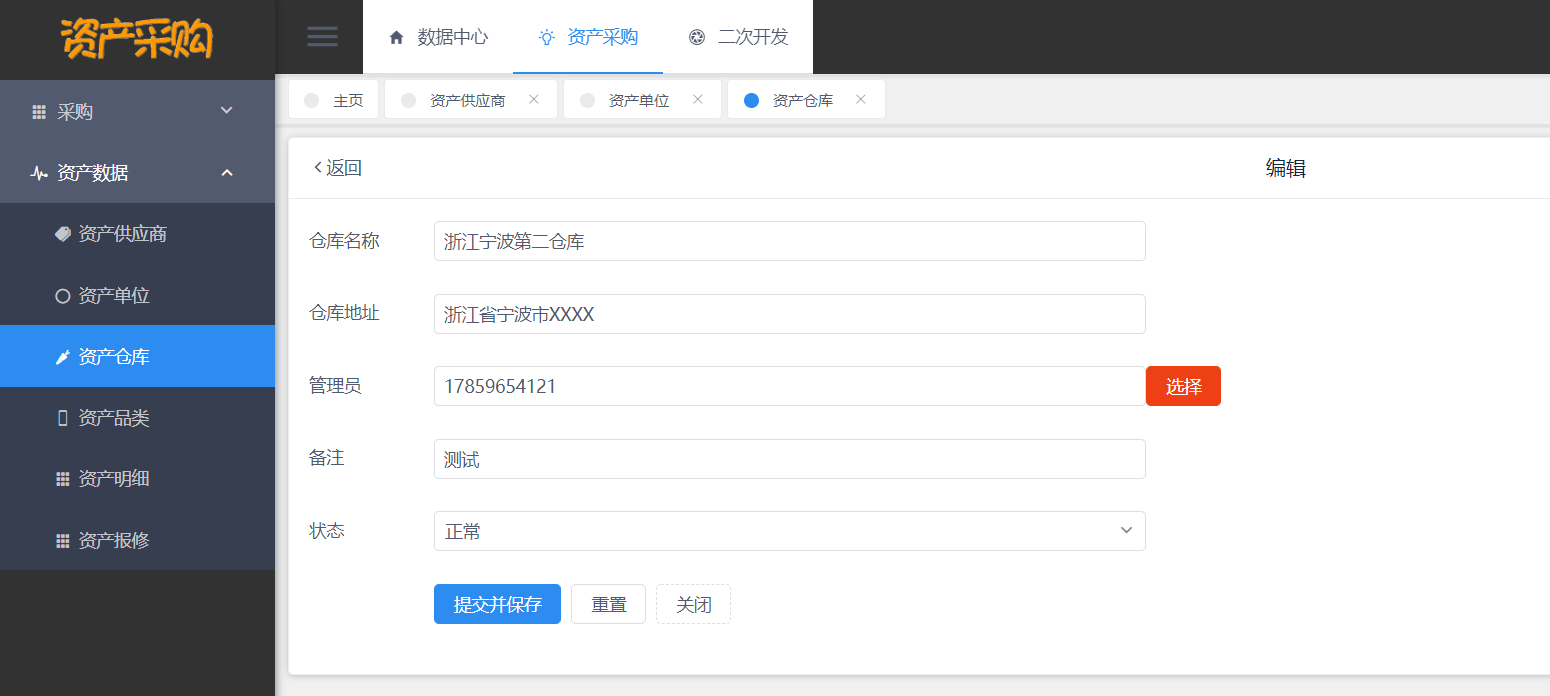 资产采购
数据中心
资产采购
二次开发
主页
资产供应商
资产单位
资产仓库
采购
资产数据
资产供应商
资产单位
资产仓库
资产品类
资产明细
资产报修
返回
编辑
仓库名称
浙江宁波第二仓库
仓库地址
浙江省宁波市XXXX
管理员
17859654121
选择
备注
测试
状态
正常
提交并保存
重置
关闭